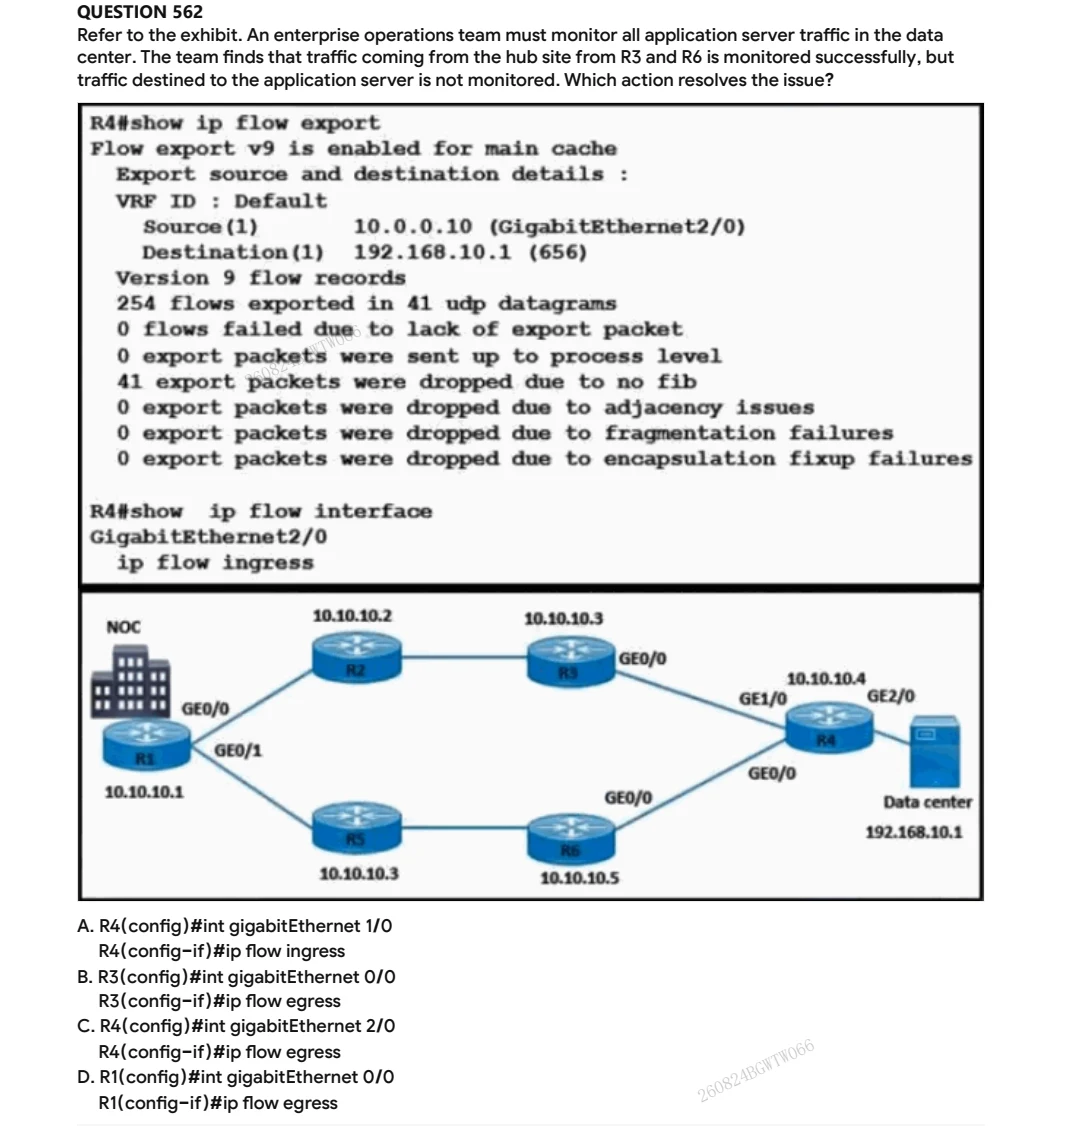 QUESTION 562
Refer to the exhibit. An enterprise operations team must monitor all application server traffic in the data
center. The team finds that traffic coming from the hub site from R3 and R6 is monitored successfully, but
traffic destined to the application server is not monitored. Which action resolves the issue?
R4#show ip flow export
Flow export v9 is enabled for main cache
Export source and destination details :
VRF ID : Default
Source(1) 10.0.0.10 (GigabitEthernet2/0)
Destination(1) 192.168.10.1 (656)
Version 9 flow records
254 flows exported in 41 udp datagrams
0 flows failed due to lack of export packet
0 export packets were sent up to process level
41 export packets were dropped due to no fib
0 export packets were dropped due to adjacency issues
0 export packets were dropped due to fragmentation failures
0 export packets were dropped due to encapsulation fixup failures
R4#show ip flow interface
GigabitEthernet2/0
ip flow ingress
10.10.10.2
10.10.10.3
NOC
R2
R3
GE0/0
10.10.10.4
GE1/0
GE2/0
GE0/0
R4
R1
GE0/1
GE0/0
10.10.10.1
GE0/0
Data center
R5
R6
192.168.10.1
10.10.10.3
10.10.10.5
A. R4(config)#int gigabitEthernet 1/0
R4(config-if)#ip flow ingress
B. R3(config)#int gigabitEthernet 0/0
R3(config-if)#ip flow egress
C. R4(config)#int gigabitEthernet 2/0
R4(config-if)#ip flow egress
D. R1(config)#int gigabitEthernet 0/0
R1(config-if)#ip flow egress
260824BGWTW066